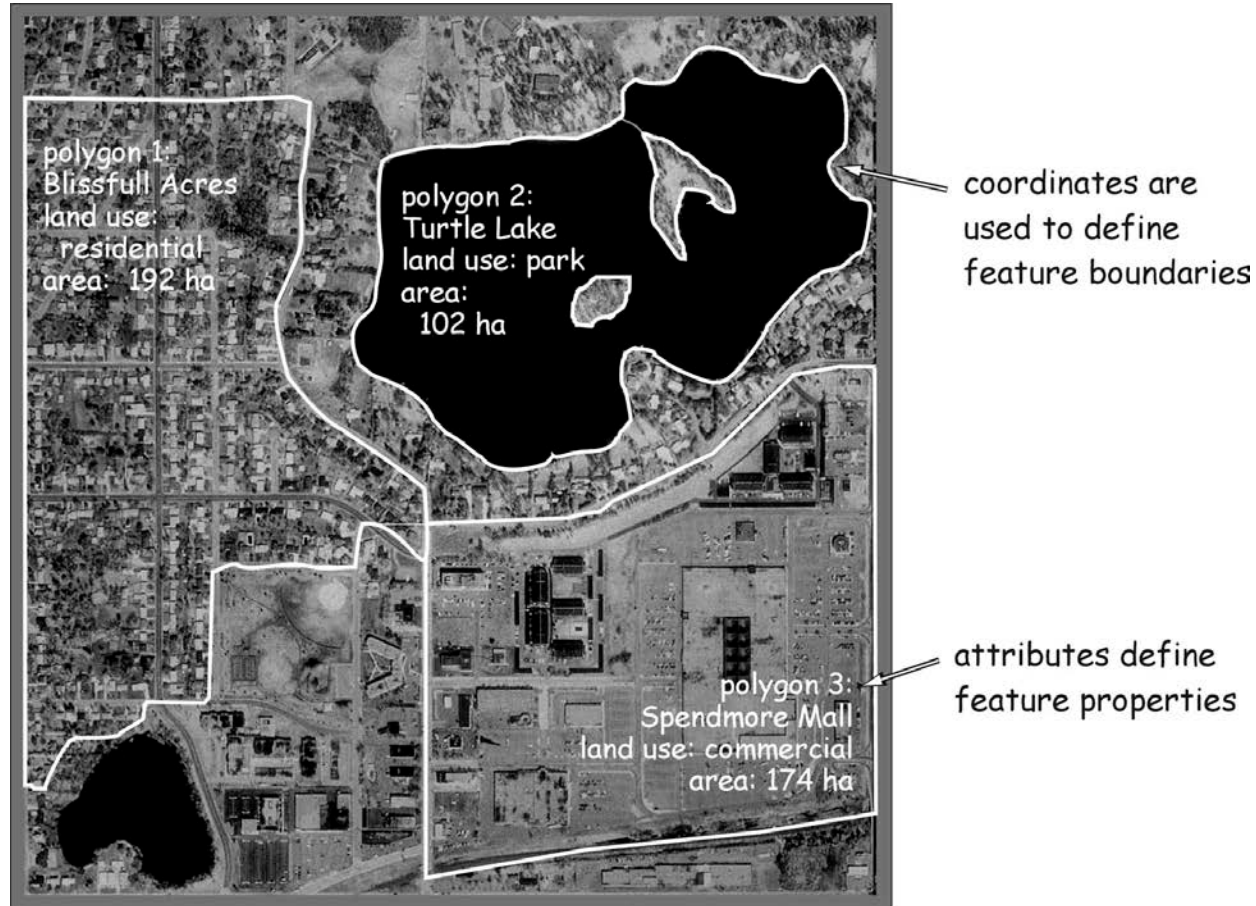 polygon 1:
Blissfull Acres
land use:
residential
area: 192 ha
polygon 2:
Turtle Lake
land use: park
area:
102 ha
coordinates are
used to define
feature boundaries
polygon 3:
Spendmore Mall
land use: commercial
area: 174 ha
attributes define
feature properties